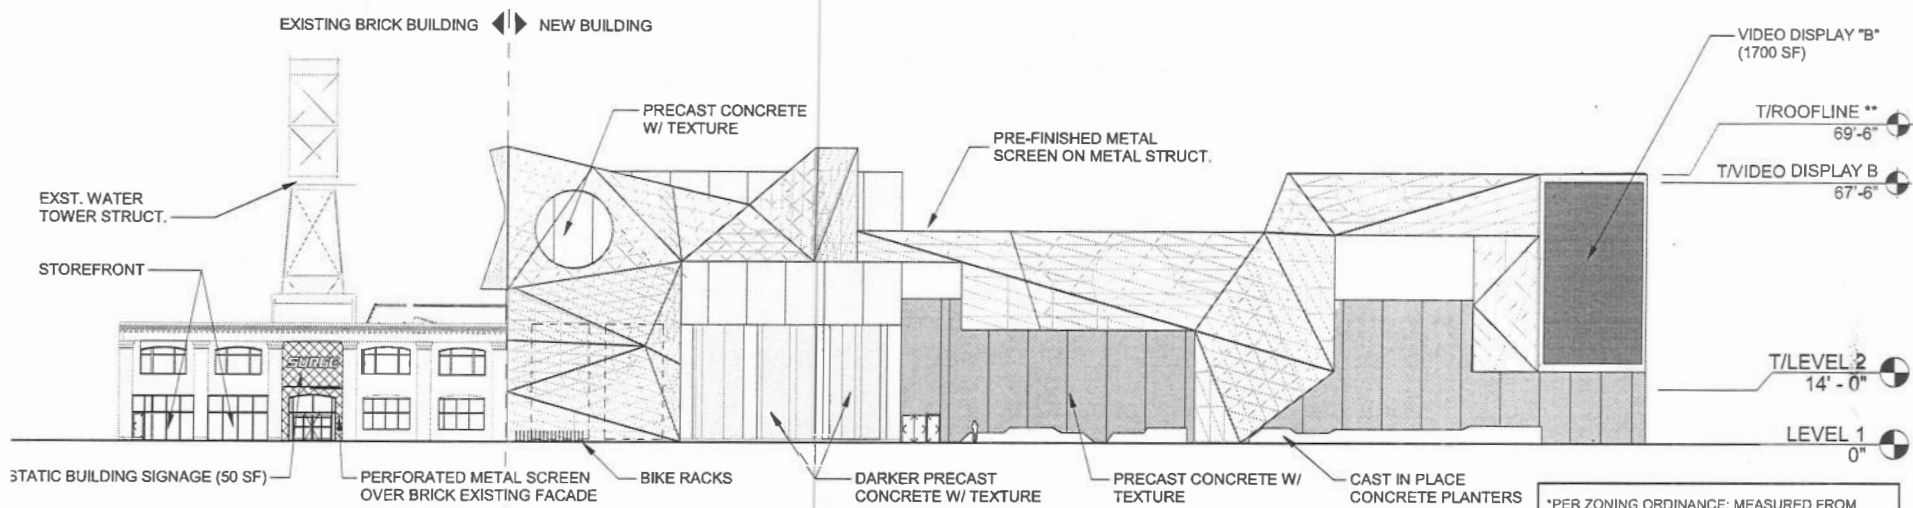 EXISTING BRICK BUILDING
NEW BUILDING
VIDEO DISPLAY "B"
(1700 SF)
PRECAST CONCRETE
W/ TEXTURE
T/ROOFLINE **
69'-6"
PRE-FINISHED METAL
SCREEN ON METAL STRUCT.
T/VIDEO DISPLAY B
67'-6"
EXST. WATER
TOWER STRUCT.
STOREFRONT
T/LEVEL 2
14' - 0"
LEVEL 1
0"
STATIC BUILDING SIGNAGE (50 SF)
PERFORATED METAL SCREEN
OVER BRICK EXISTING FACADE
BIKE RACKS
DARKER PRECAST
CONCRETE W/ TEXTURE
PRECAST CONCRETE W/
TEXTURE
CAST IN PLACE
CONCRETE PLANTERS
*PER ZONING ORDINANCE: MEASURED FROM